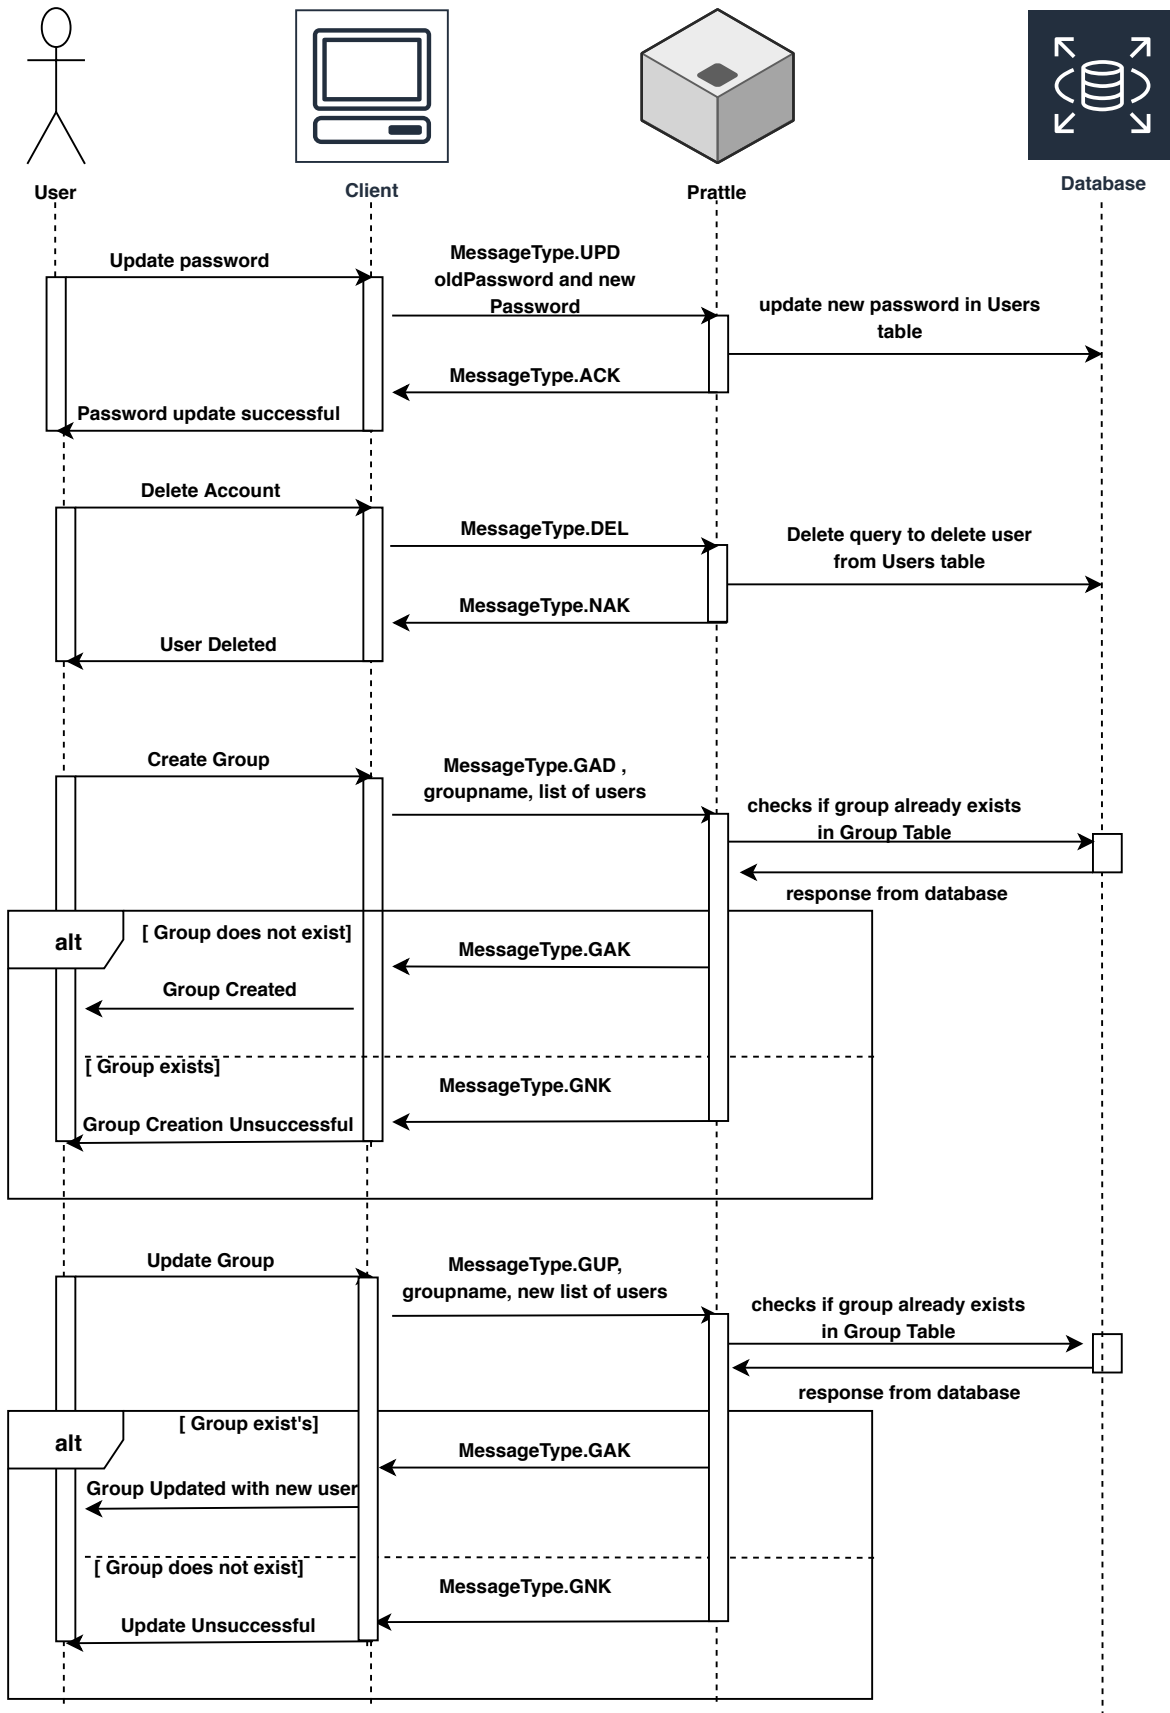 User
Client
Prattle
Database
Update password
MessageType.UPD
oldPassword and new
Password
update new password in Users
table
MessageType.ACK
Password update successful
Delete Account
MessageType.DEL
Delete query to delete user
from Users table
MessageType.NAK
User Deleted
Create Group
MessageType.GAD ,
groupname, list of users
checks if group already exists
in Group Table
response from database
alt
[ Group does not exist]
MessageType.GAK
Group Created
[ Group exists]
MessageType.GNK
Group Creation Unsuccessful
Update Group
MessageType.GUP,
groupname, new list of users
checks if group already exists
in Group Table
response from database
alt
[ Group exist's]
MessageType.GAK
Group Updated with new user
[ Group does not exist]
MessageType.GNK
Update Unsuccessful